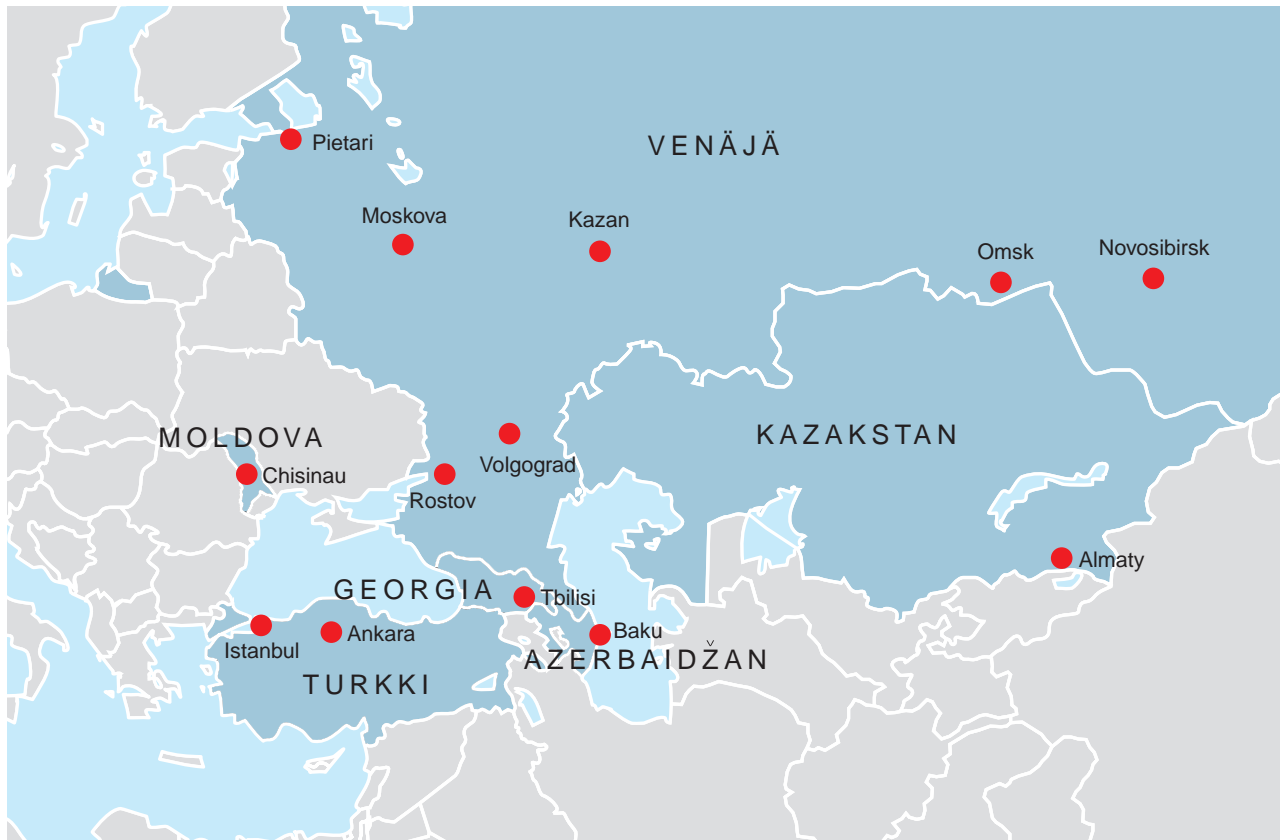 Pietari
VENÄJÄ
Moskova
Kazan
Omsk
Novosibirsk
MOLDOVA
KAZAKSTAN
Chisinau
Volgograd
Rostov
Almaty
GEORGIA
Tbilisi
Istanbul
Ankara
Baku
AZERBAIDŽAN
TURKKI